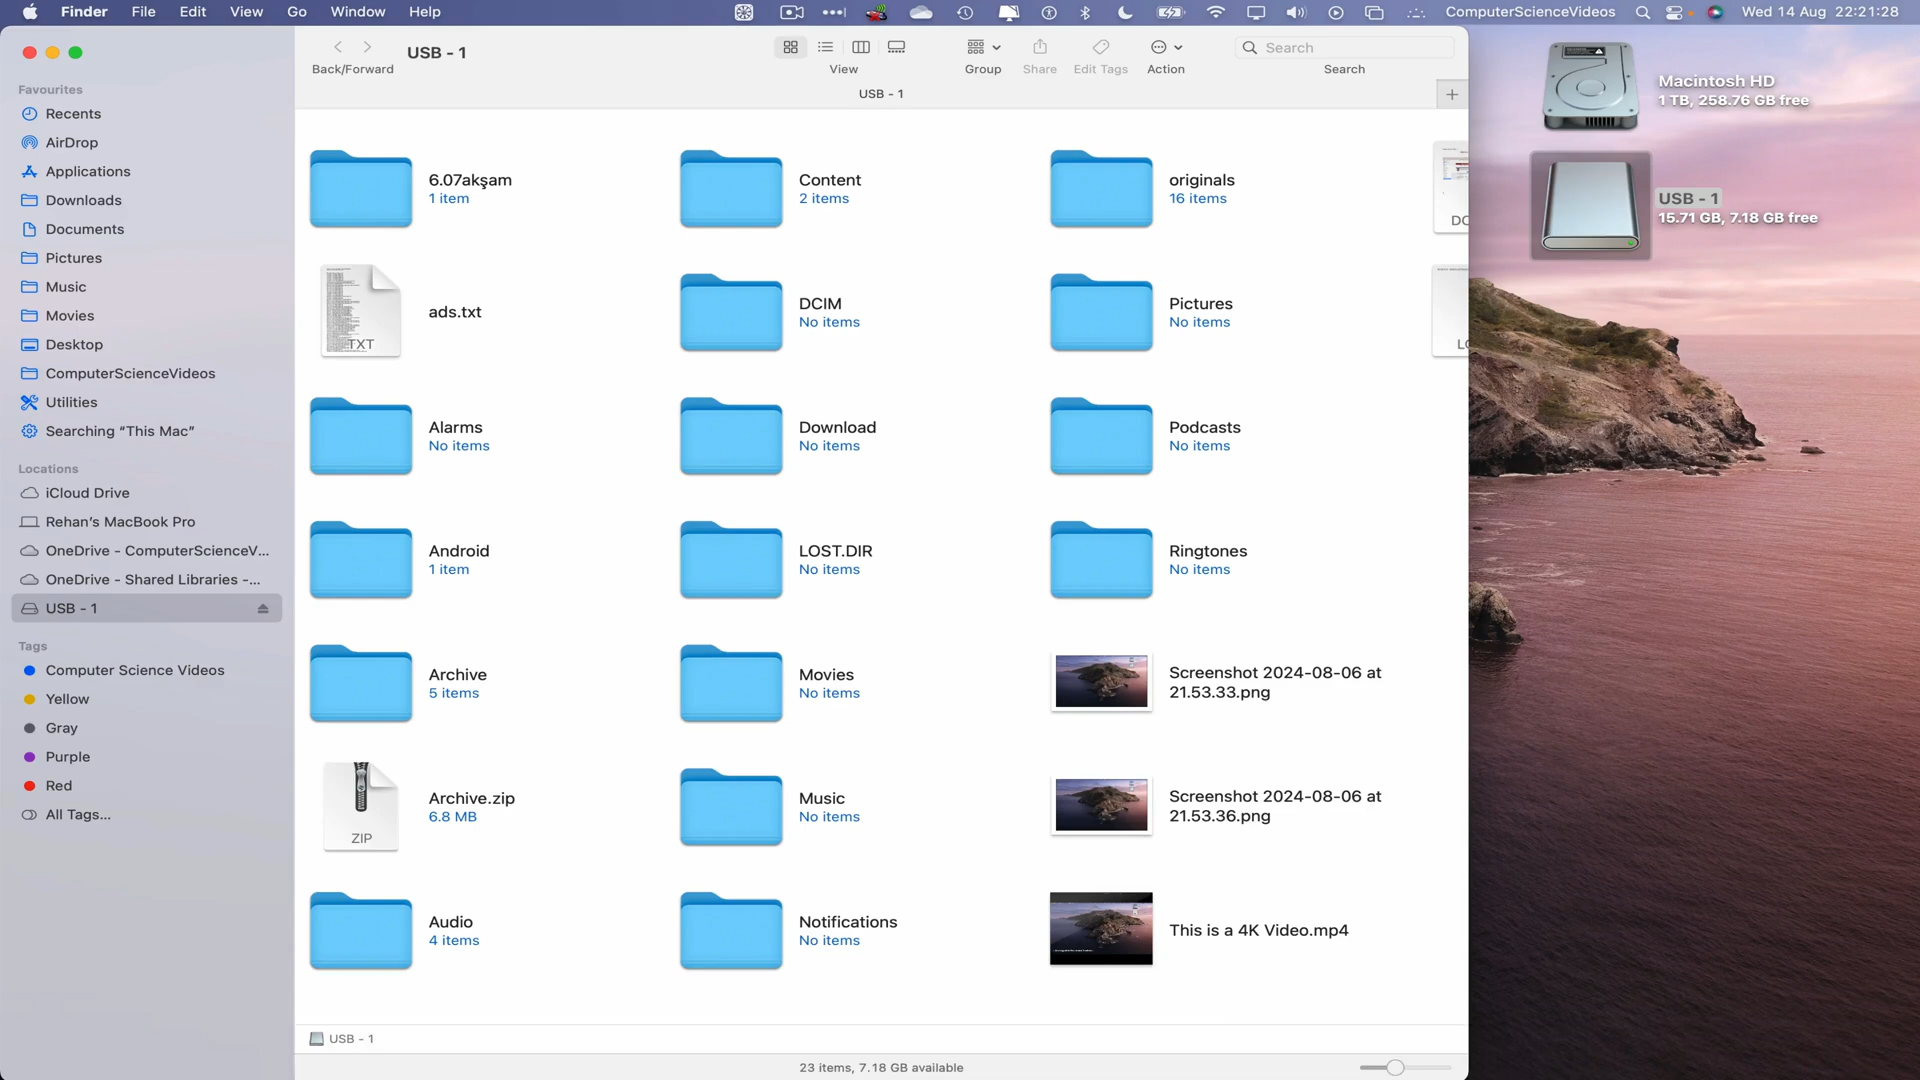 Finder File Edit View Go Window Help
ComputerScienceVideos Wed 14 Aug 22:21:28
Favourites
Recents
AirDrop
Applications
Downloads
Documents
Pictures
Music
Movies
Desktop
ComputerScienceVideos
Utilities
Searching “This Mac”
Locations
iCloud Drive
Rehan’s MacBook Pro
OneDrive - ComputerScienceV...
OneDrive - Shared Libraries -...
USB - 1
Tags
Computer Science Videos
Yellow
Gray
Purple
Red
All Tags...
USB - 1
Search
Back/Forward View Group Share Edit Tags Action Search
USB - 1
6.07akşam
1 item
Content
2 items
originals
16 items
DO
ads.txt
TXT
DCIM
No items
Pictures
No items
LO
Alarms
No items
Download
No items
Podcasts
No items
Android
1 item
LOST.DIR
No items
Ringtones
No items
Archive
5 items
Movies
No items
Screenshot 2024-08-06 at
21.53.33.png
Archive.zip
6.8 MB
ZIP
Music
No items
Screenshot 2024-08-06 at
21.53.36.png
Audio
4 items
Notifications
No items
This is a 4K Video.mp4
USB - 1
23 items, 7.18 GB available
Macintosh HD
1 TB, 258.76 GB free
USB - 1
15.71 GB, 7.18 GB free